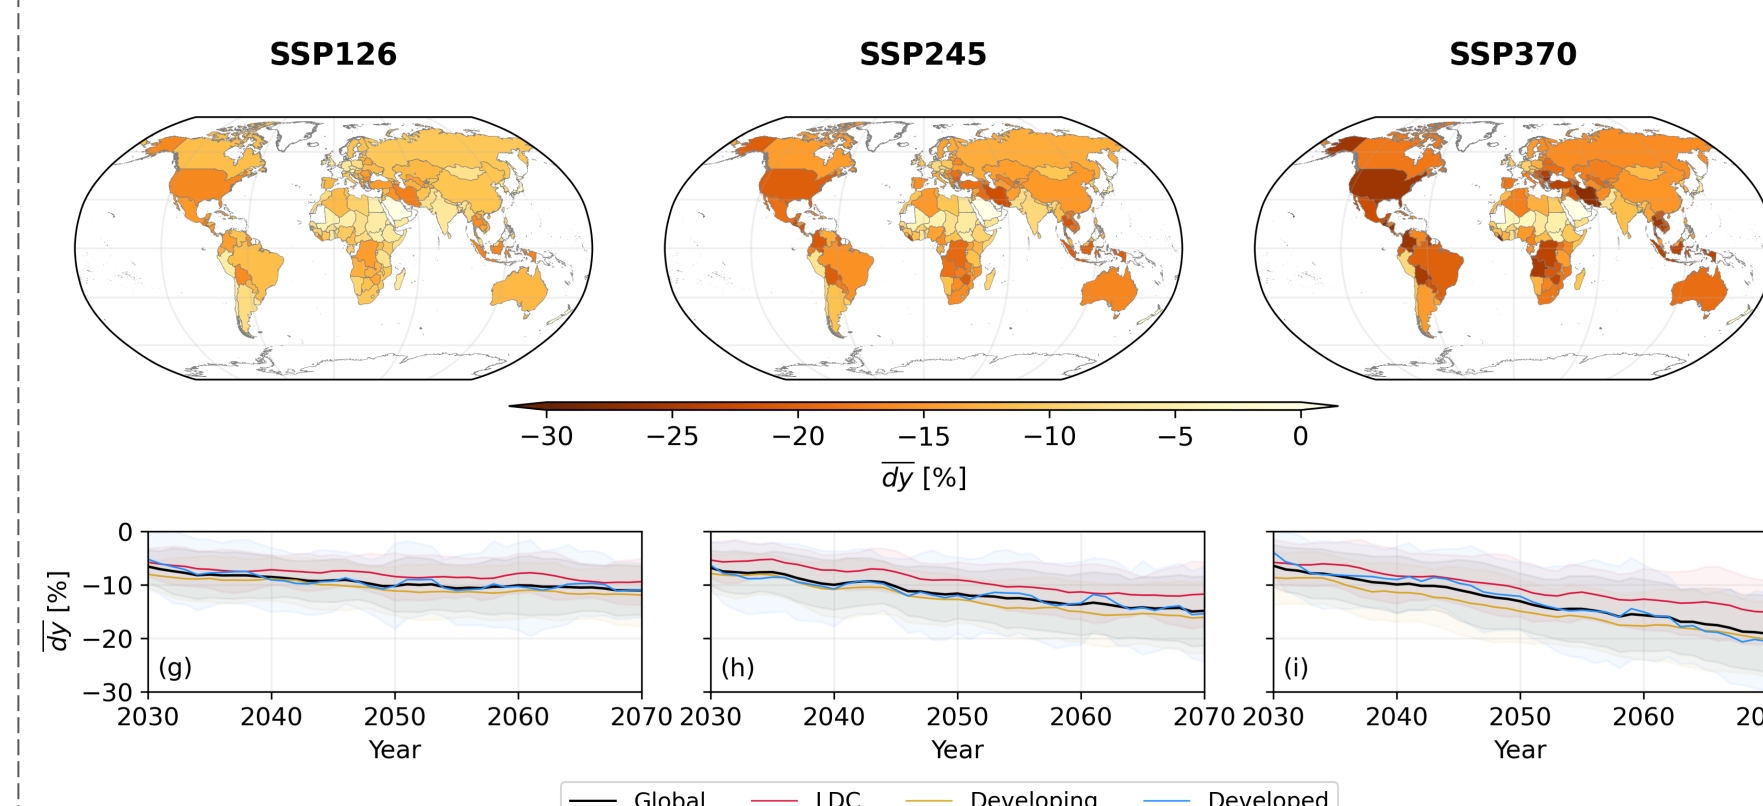 SSP126 SSP245 SSP370
−30 −25 −20 −15 −10 −5 0
dy [%]
0
−10
−20
−30
dy [%]
(g) (h) (i)
2030 2040 2050 2060 2070 2030 2040 2050 2060 2070 2030 2040 2050 2060 20
Year Year Year
Global LDC Developing Developed